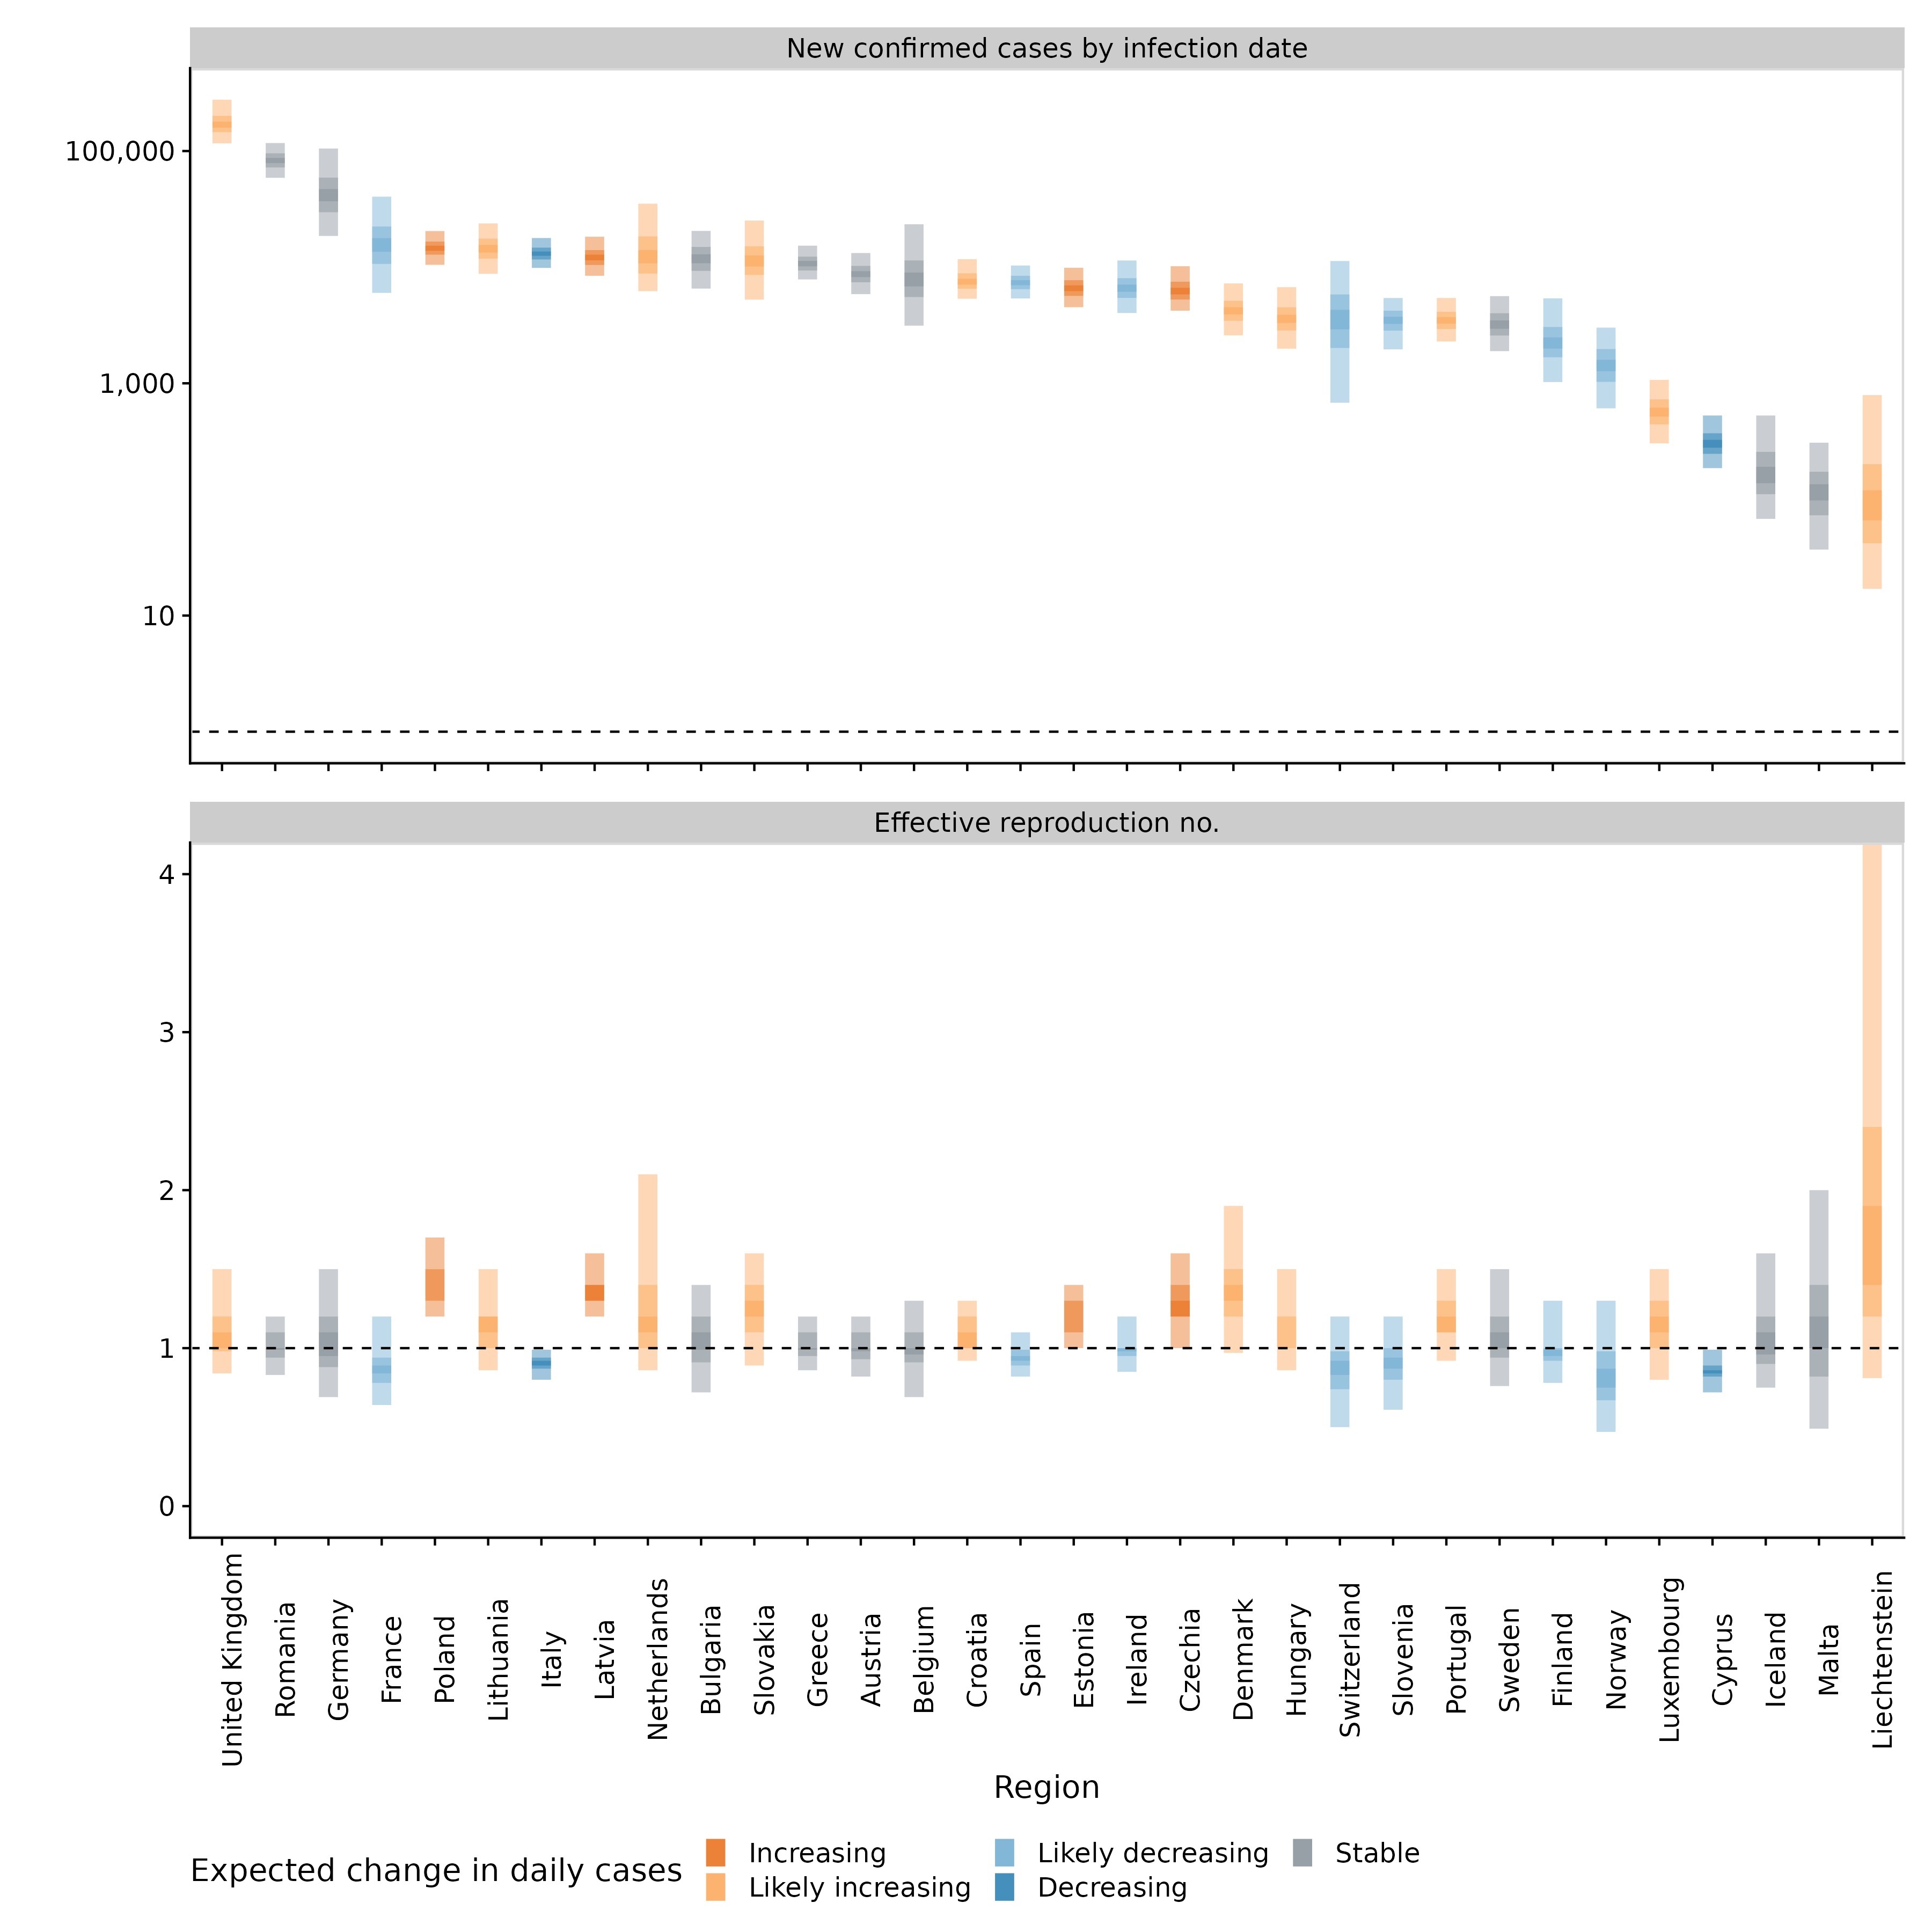 New confirmed cases by infection date
100,000
1,000
10
Effective reproduction no.
4
3
2
1
0
United Kingdom
Romania
Germany
France
Poland
Lithuania
Italy
Latvia
Netherlands
Bulgaria
Slovakia
Greece
Austria
Belgium
Croatia
Spain
Estonia
Ireland
Czechia
Denmark
Hungary
Switzerland
Slovenia
Portugal
Sweden
Finland
Norway
Luxembourg
Cyprus
Iceland
Malta
Liechtenstein
Region
Expected change in daily cases
Increasing
Likely increasing
Likely decreasing
Decreasing
Stable